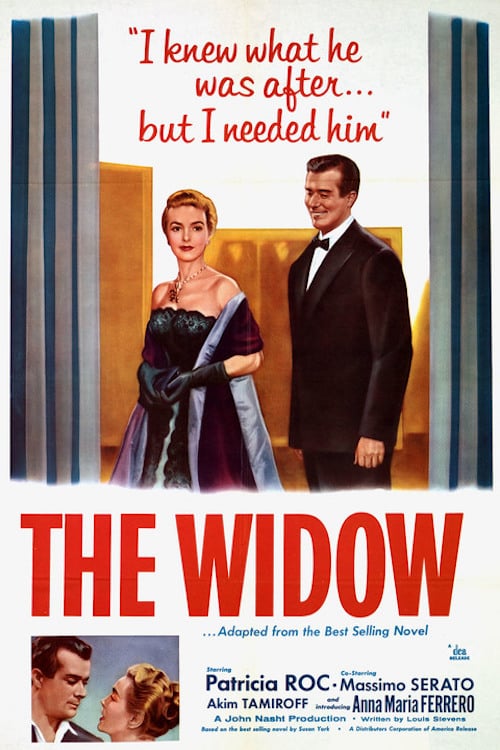 "I knew what he
was after...
but I needed him"
THE WIDOW
...Adapted from the Best Selling Novel
A
dca
RELEASE
Starring
Patricia ROC · Co-Starring Massimo SERATO
Akim TAMIROFF and introducing Anna Maria FERRERO
A John Nasht Production • Written by Louis Stevens
Based on the best selling novel by Susan York • A Distributors Corporation of America Release